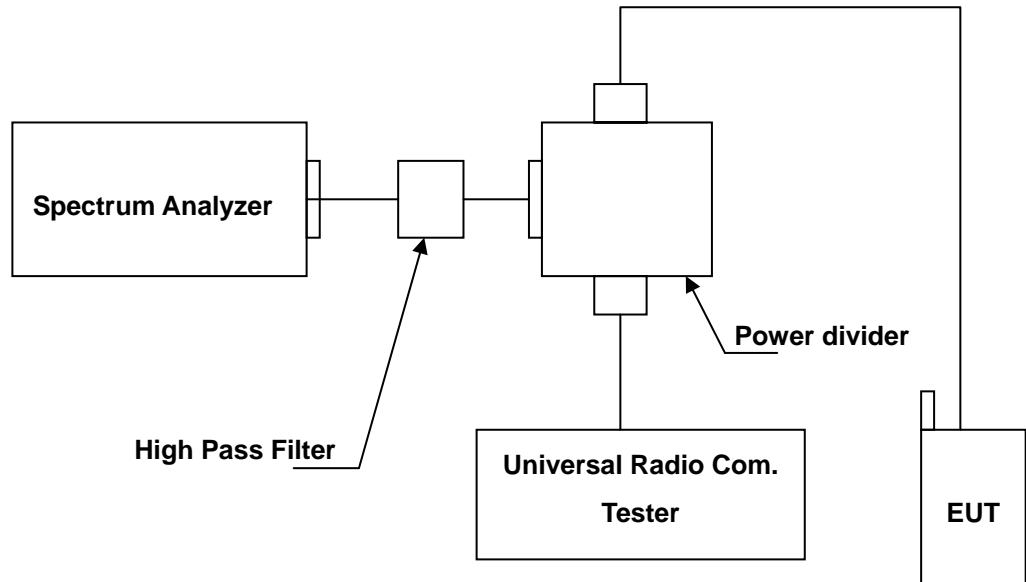 Spectrum Analyzer
Power divider
High Pass Filter
Universal Radio Com.
Tester
EUT